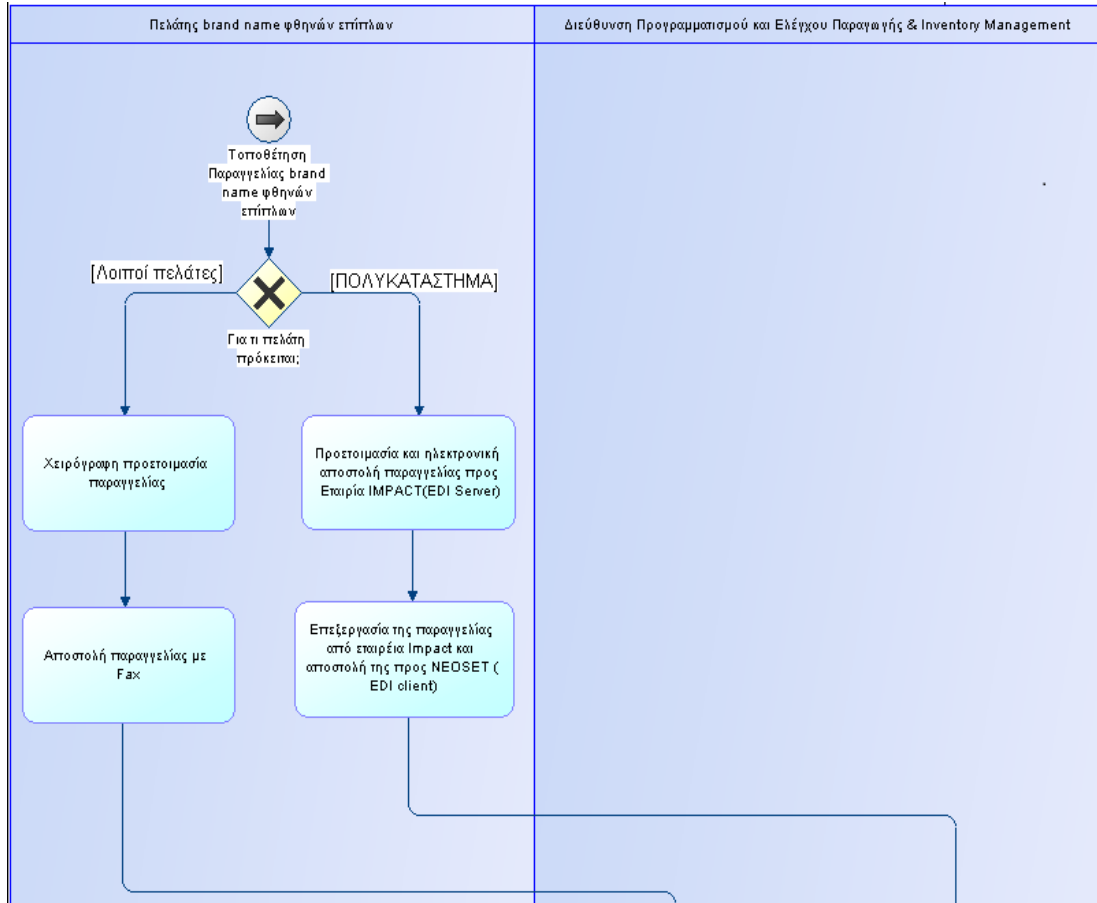 Πελάτης brand name φθηνών επίπλων
Διεύθυνση Προγραμματισμού και Ελέγχου Παραγωγής & Inventory Management
Τοποθέτηση
Παραγγελίας brand
name φθηνών
επίπλων
[Λοιποί πελάτες]
[ΠΟΛΥΚΑΤΑΣΤΗΜΑ]
Για τι πελάτη
πρόκειται;
Χειρόγραφη προετοιμασία
παραγγελίας
Προετοιμασία και ηλεκτρονική
αποστολή παραγγελίας προς
Εταιρία IMPACT(EDI Server)
Αποστολή παραγγελίας με
Fax
Επεξεργασία της παραγγελίας
από εταιρέια Impact και
αποστολή της προς NEOSET (
EDI client)